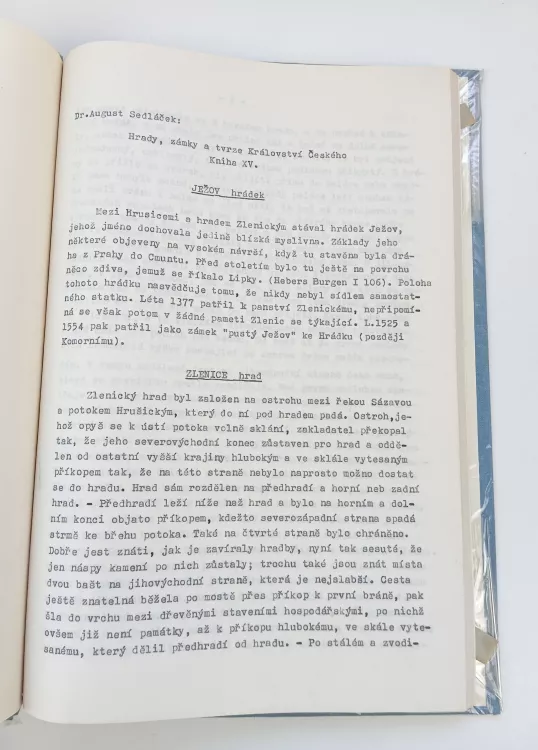 Dr.August Sedláček:
Hrady, zámky a tvrze Království Českého
Kniha XV.
JEŽOV hrádek
Mezi Hrusicemi a hradem Zlenickým stával hrádek Ježov,
jehož jméno dochovala jedině blízká myslivna. Základy jeho
některé objeveny na vysokém návrší, když tu stavěna byla drá-
ha z Prahy do Cmuntu. Před stoletím bylo tu ještě na povrchu
něco zdiva, jemuž se říkalo Lipky. (Hebers Burgen I 106). Poloha
tohoto hrádku nasvědčuje tomu, že nikdy nebyl sídlem samostat-
ného statku. Léta 1377 patřil k panství Zlenickému, nepřipomí-
ná se však potom v žádné pameti Zlenic se týkající. L.1525 a
1554 pak patřil jako zámek "pustý Ježov" ke Hrádku (později
Komornímu).
ZLENICE hrad
Zlenický hrad byl založen na ostrohu mezi řekou Sázavou
a potokem Hrušickým, který do ní pod hradem padá. Ostroh,je-
hož opyš se k ústí potoka volně sklání, zakladatel překopal
tak, že jeho severovýchodní konec zůstaven pro hrad a oddě-
len od ostatní vyšší krajiny hlubokým a ve skále vytesaným
příkopem tak, že na této straně nebylo naprosto možno dostat
se do hradu. Hrad sám rozdělen na předhradí a horní neb zadní
hrad. - Předhradí leží níže než hrad a bylo na horním a dol-
ním konci objato příkopem, kdežto severozápadní strana spadá
strmě ke břehu potoka. Také na čtvrté straně bylo chráněno.
Dobře jest znáti, jak je zavíraly hradby, nyní tak sesuté, že
jen náspy kamení po nich zůstaly; trochu také jsou znát místa
dvou bašt na jihovýchodní straně, která je nejslabší. Cesta
ještě znatelná běžela po mostě přes příkop k první bráně, pak
šla do vrchu mezi dřevěnými staveními hospodářskými, po nichž
ovšem již není památky, až k příkopu hlubokému, ve skále vyte-
sanému, který dělil předhradí od hradu. - Po stálém a zvodi-